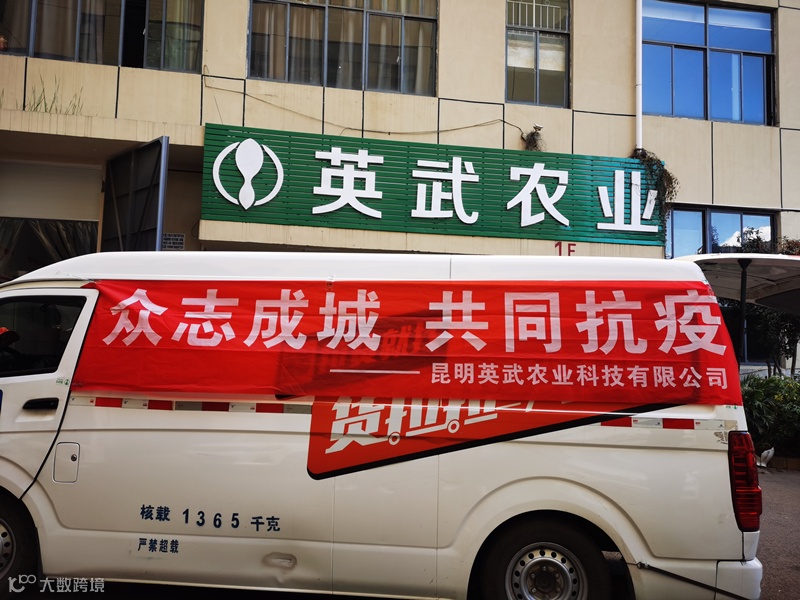 英武农业
1F
众志成城 共同抗疫
——昆明英武农业科技有限公司
货拉拉
核载 1365 千克
严禁超载
大数跨境